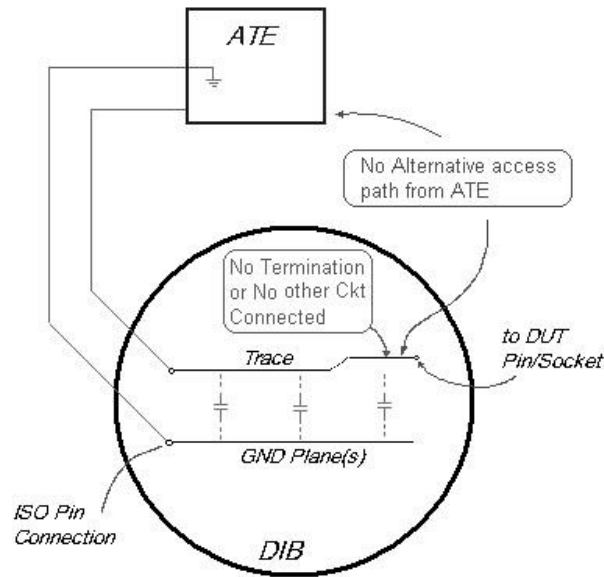 ATE
No Alternative access
path from ATE
No Termination
or No other Ckt
Connected
to DUT
Pin/Socket
Trace
GND Plane(s)
ISO Pin
Connection
DIB